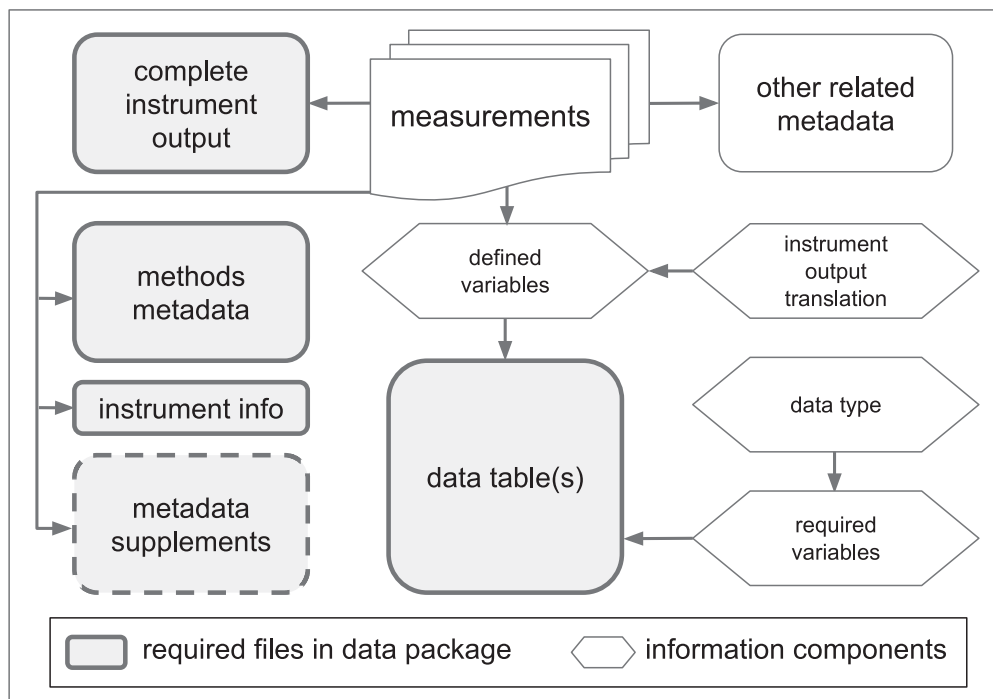 complete
instrument
output
measurements
other related
metadata
methods
metadata
defined
variables
instrument
output
translation
instrument info
data table(s)
data type
metadata
supplements
required
variables
required files in data package
information components